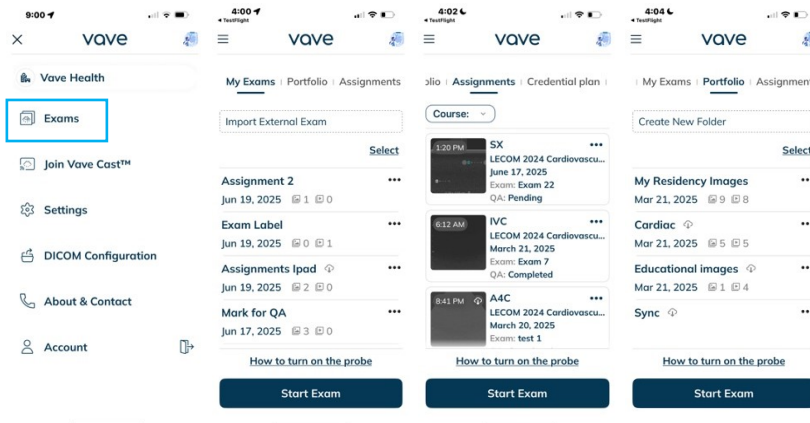 9:00
vave
Vave Health
Exams
Join Vave Cast™
Settings
DICOM Configuration
About & Contact
Account
4:00
TestFlight
vave
My Exams
Portfolio
Assignments
Import External Exam
Select
Assignment 2
Jun 19, 2025 1 0
Exam Label
Jun 19, 2025 0 1
Assignments Ipad
Jun 19, 2025 2 0
Mark for QA
Jun 17, 2025 3 0
How to turn on the probe
Start Exam
4:02
TestFlight
vave
olio
Assignments
Credential plan
Course:
1:20 PM
SX
LECOM 2024 Cardiovascu...
June 17, 2025
Exam: Exam 22
QA: Pending
6:12 AM
IVC
LECOM 2024 Cardiovascu...
March 21, 2025
Exam: Exam 7
QA: Completed
8:41 PM
A4C
LECOM 2024 Cardiovascu...
March 20, 2025
Exam: test 1
How to turn on the probe
Start Exam
4:04
TestFlight
vave
My Exams
Portfolio
Assignmen
Create New Folder
Select
My Residency Images
Mar 21, 2025 9 8
Cardiac
Mar 21, 2025 5 5
Educational images
Mar 21, 2025 1 4
Sync
How to turn on the probe
Start Exam